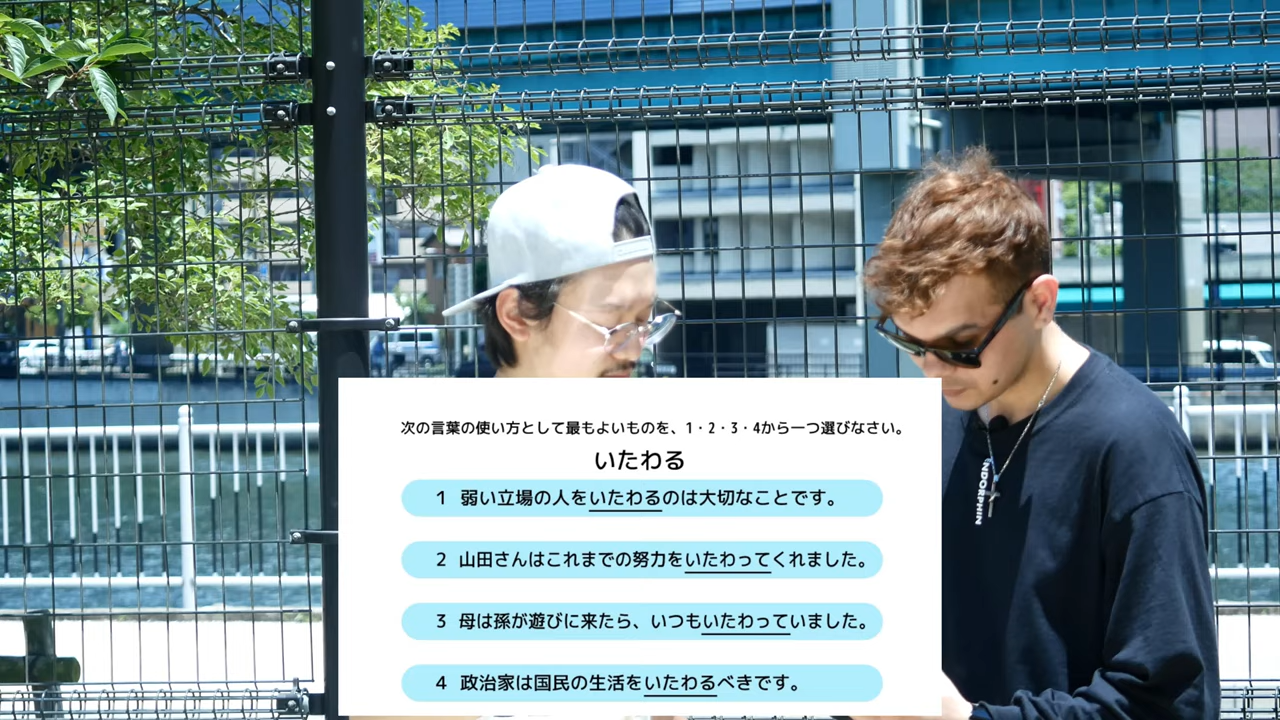 次の言葉の使い方として最もよいものを、1・2・3・4から一つ選びなさい。
いたわる
1 弱い立場の人をいたわるのは大切なことです。
2 山田さんはこれまでの努力をいたわってくれました。
3 母は孫が遊びに来たら、いつもいたわっていました。
4 政治家は国民の生活をいたわるべきです。
NDORPHIN